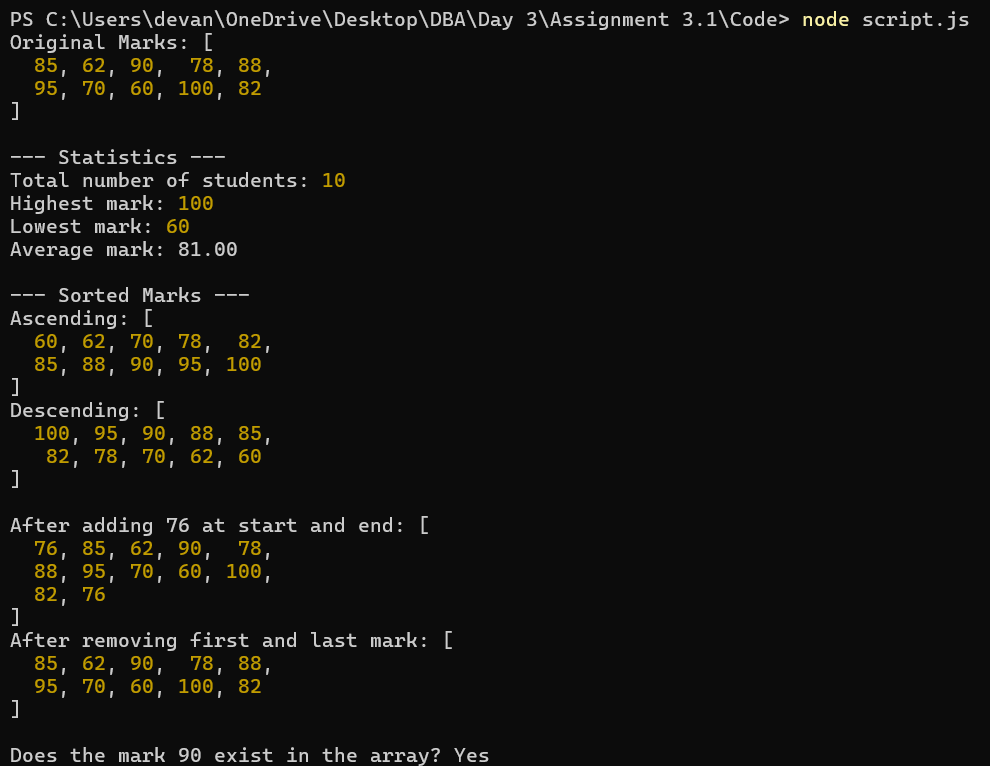 PS C:\Users\devan\OneDrive\Desktop\DBA\Day 3\Assignment 3.1\Code> node script.js
Original Marks: [
  85, 62, 90,  78, 88,
  95, 70, 60, 100, 82
]

--- Statistics ---
Total number of students: 10
Highest mark: 100
Lowest mark: 60
Average mark: 81.00

--- Sorted Marks ---
Ascending: [
  60, 62, 70, 78,  82,
  85, 88, 90, 95, 100
]
Descending: [
  100, 95, 90, 88, 85,
   82, 78, 70, 62, 60
]

After adding 76 at start and end: [
  76, 85, 62, 90,  78,
  88, 95, 70, 60, 100,
  82, 76
]
After removing first and last mark: [
  85, 62, 90,  78, 88,
  95, 70, 60, 100, 82
]

Does the mark 90 exist in the array? Yes